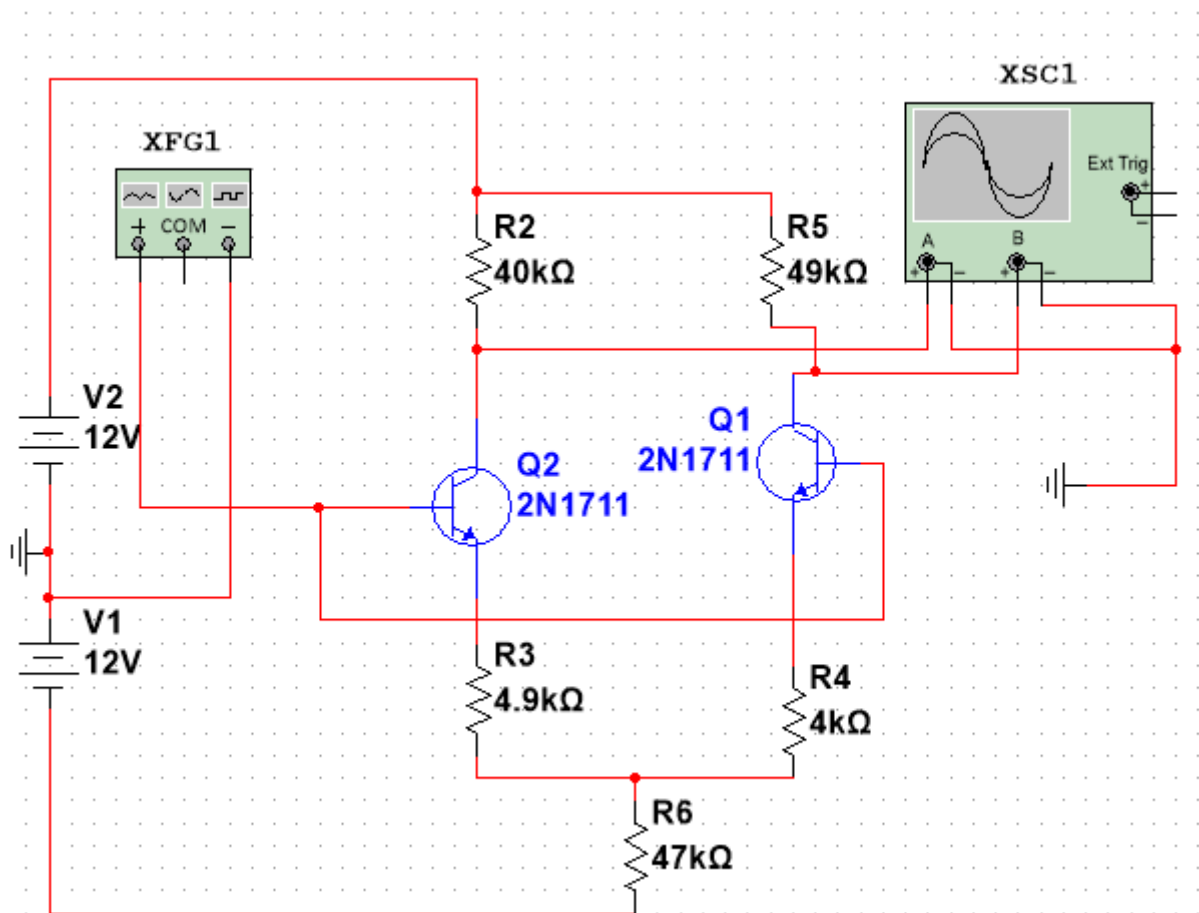 XSC1
XFG1
Ext Trig
+
−
+ COM −
A
B
+ −
+ −
R2
40kΩ
R5
49kΩ
V2
12V
Q1
2N1711
Q2
2N1711
V1
12V
R3
4.9kΩ
R4
4kΩ
R6
47kΩ